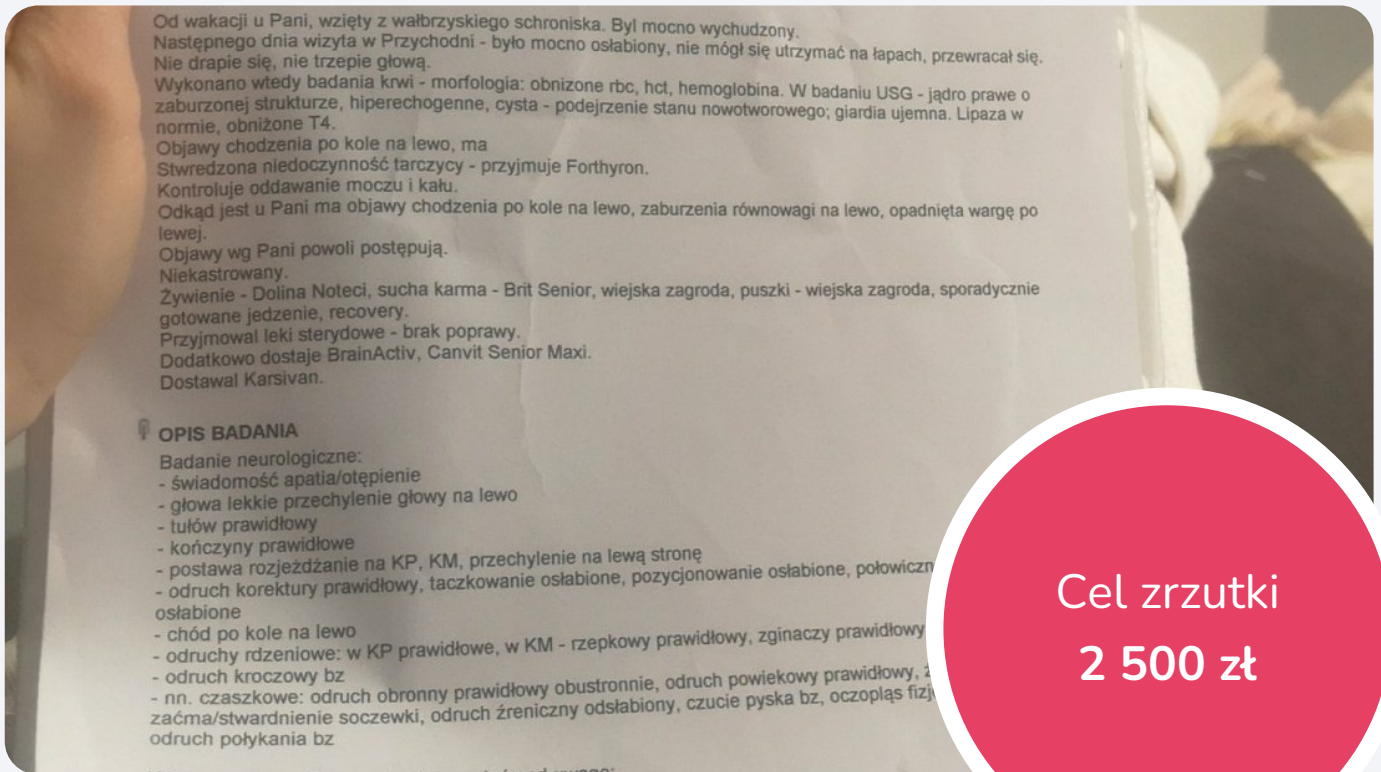 Od wakacji u Pani, wzięty z wałbrzyskiego schroniska. Byl mocno wychudzony.
Następnego dnia wizyta w Przychodni - było mocno osłabiony, nie mógł się utrzymać na łapach, przewracał się.
Nie drapie się, nie trzepie głową.
Wykonano wtedy badania krwi - morfologia: obnizone rbc, hct, hemoglobina. W badaniu USG - jądro prawe o
zaburzonej strukturze, hiperechogenne, cysta - podejrzenie stanu nowotworowego; giardia ujemna. Lipaza w
normie, obniżone T4.
Objawy chodzenia po kole na lewo, ma
Stwredzona niedoczynność tarczycy - przyjmuje Forthyron.
Kontroluje oddawanie moczu i kału.
Odkąd jest u Pani ma objawy chodzenia po kole na lewo, zaburzenia równowagi na lewo, opadnięta wargę po
lewej.
Objawy wg Pani powoli postępują.
Niekastrowany.
Żywienie - Dolina Noteci, sucha karma - Brit Senior, wiejska zagroda, puszki - wiejska zagroda, sporadycznie
gotowane jedzenie, recovery.
Przyjmowal leki sterydowe - brak poprawy.
Dodatkowo dostaje BrainActiv, Canvit Senior Maxi.
Dostawal Karsivan.
OPIS BADANIA
Badanie neurologiczne:
- świadomość apatia/otępienie
- głowa lekkie przechylenie głowy na lewo
- tułów prawidłowy
- kończyny prawidłowe
- postawa rozjeżdżanie na KP, KM, przechylenie na lewą stronę
- odruch korektury prawidłowy, taczkowanie osłabione, pozycjonowanie osłabione,
osłabione
- chód po kole na lewo
- odruchy rdzeniowe: w KP prawidłowe, w KM - rzepkowy prawidłowy, zginaczy prawidłowy
- odruch kroczowy bz
- nn. czaszkowe: odruch obronny prawidłowy obustronnie, odruch powiekowy prawidłowy,
zaćma/stwardnienie soczewki, odruch źreniczny odsłabiony, czucie pyska bz, oczopląs
odruch połykania bz
Cel zrzutki
2 500 zł